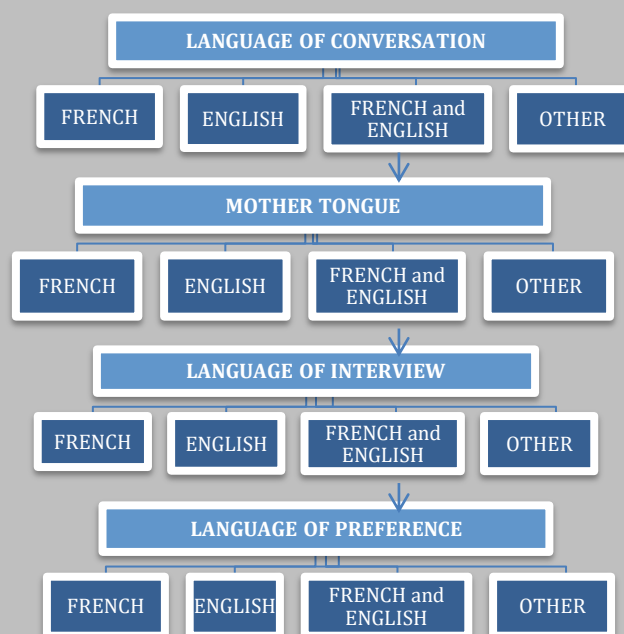 LANGUAGE OF CONVERSATION
FRENCH
ENGLISH
FRENCH and
ENGLISH
OTHER
MOTHER TONGUE
FRENCH
ENGLISH
FRENCH and
ENGLISH
OTHER
LANGUAGE OF INTERVIEW
FRENCH
ENGLISH
FRENCH and
ENGLISH
OTHER
LANGUAGE OF PREFERENCE
FRENCH
ENGLISH
FRENCH and
ENGLISH
OTHER